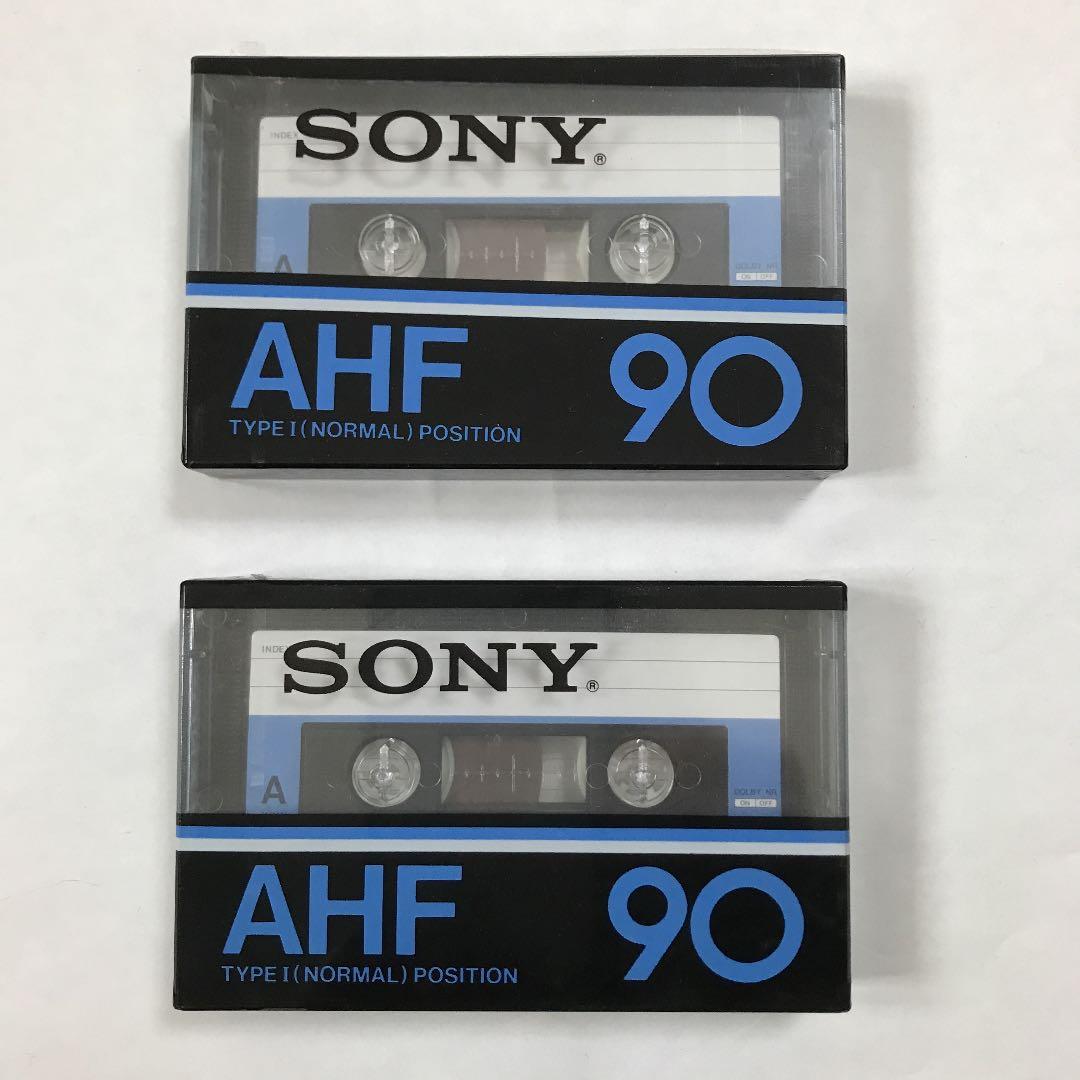 INDEX
SONY®
A
DOLBY NR
ON OFF
AHF 90
TYPE I (NORMAL) POSITION
INDEX
SONY®
A
DOLBY NR
ON OFF
AHF 90
TYPE I (NORMAL) POSITION